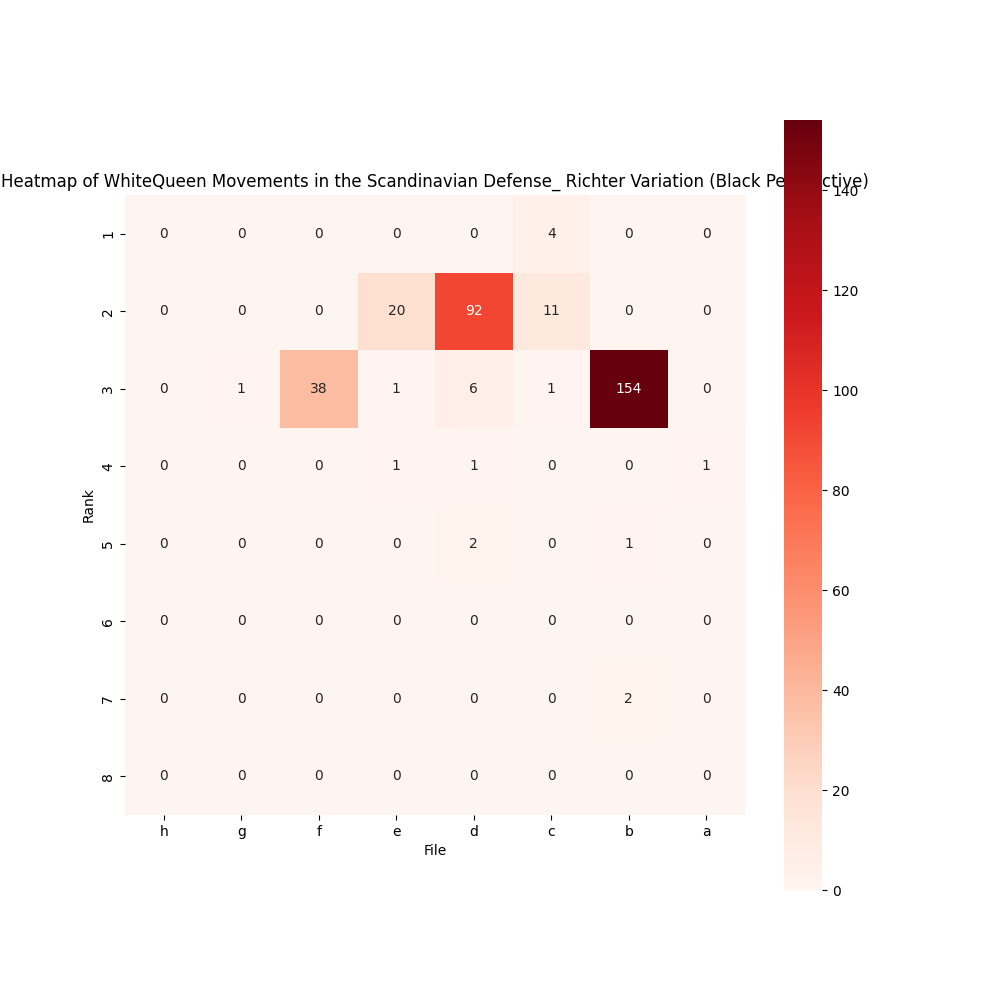 Heatmap of WhiteQueen Movements in the Scandinavian Defense_ Richter Variation (Black Perspective)
140
1 0 0 0 0 0 4 0 0
120
2 0 0 0 20 92 11 0 0
3 0 1 38 1 6 1 154 0
100
4 0 0 0 1 1 0 0 1
80
Rank
5 0 0 0 0 2 0 1 0
60
6 0 0 0 0 0 0 0 0
40
7 0 0 0 0 0 0 2 0
8 0 0 0 0 0 0 0 0
20
h g f e d c b a
File
0